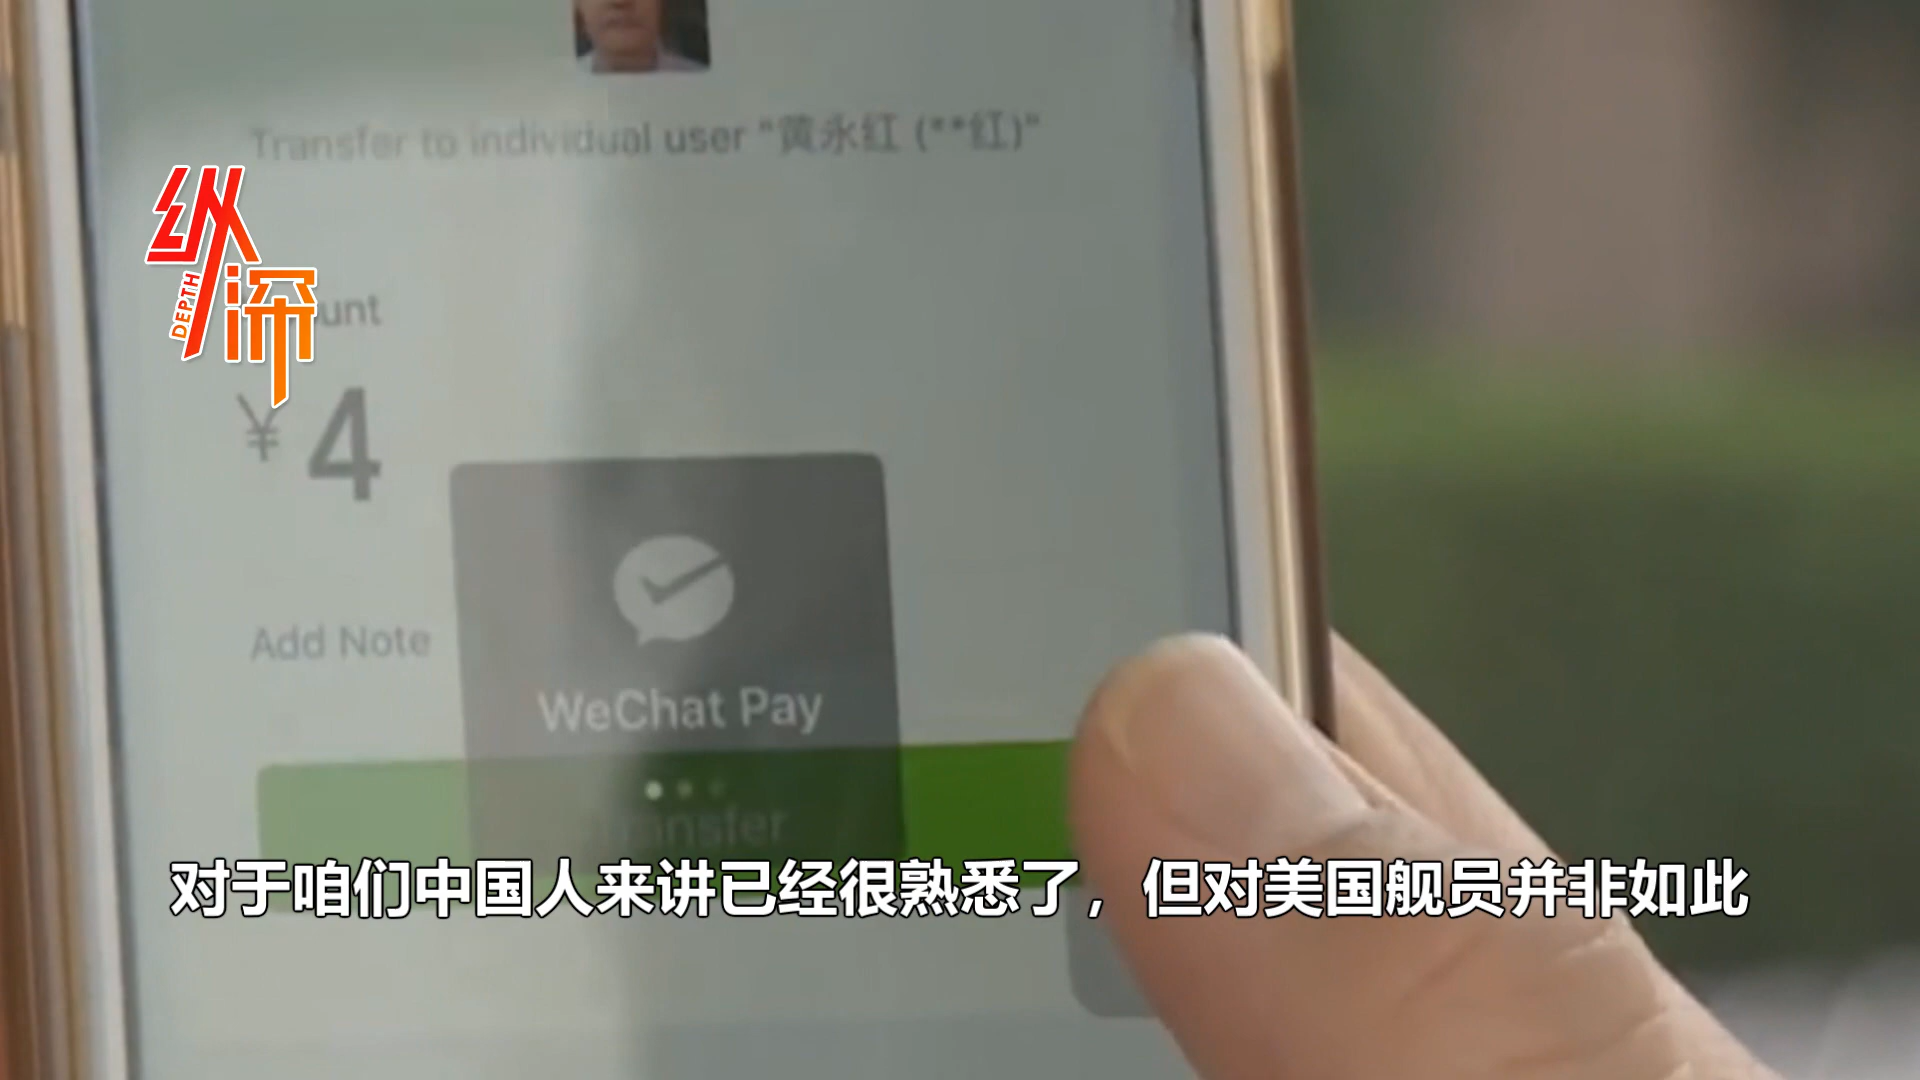 Transfer to individual user "黄永红 (**红)"
纵深
DEPTH
unt
¥4
Add Note
WeChat Pay
Transfer
对于咱们中国人来讲已经很熟悉了，但对美国舰员并非如此